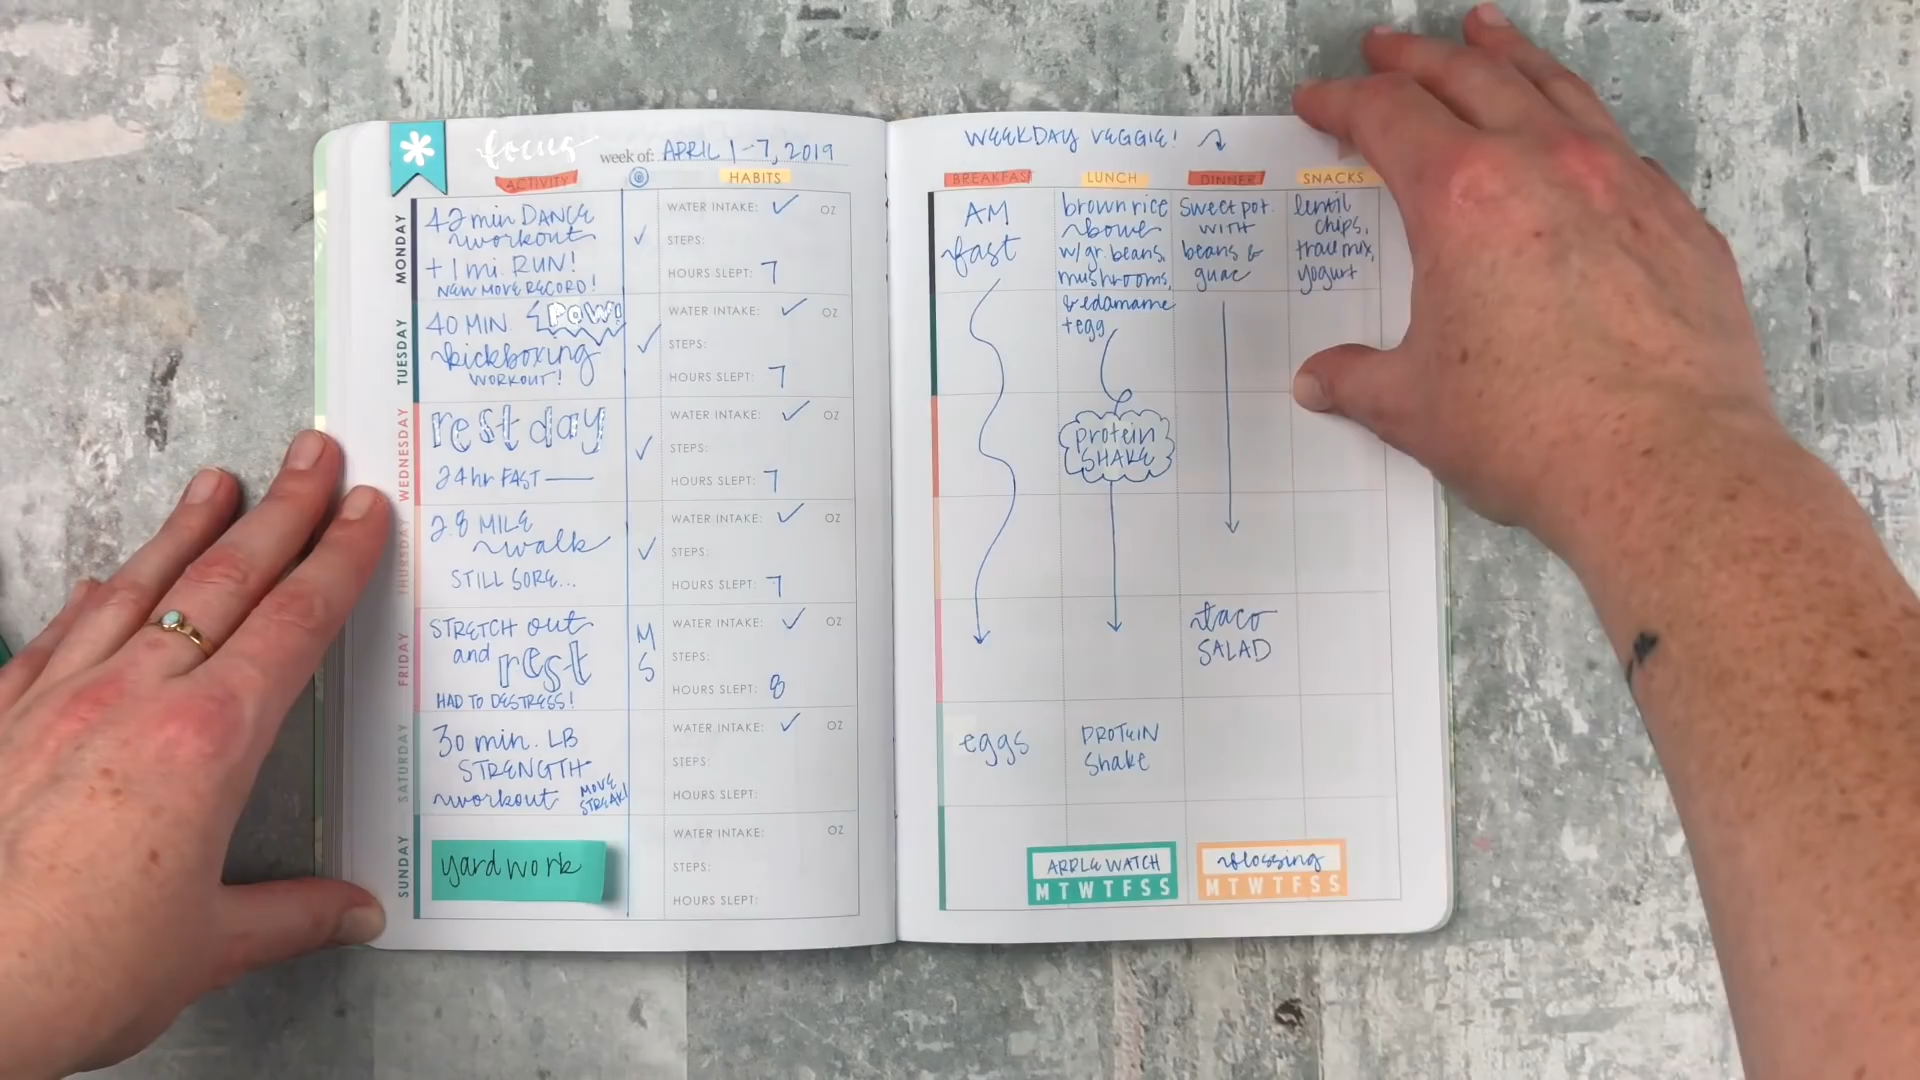 focus
week of: APRIL 1-7, 2019
ACTIVITY
HABITS
MONDAY
42 min DANCE
workout
+ 1 mi. RUN!
NEW MOVE RECORD!
WATER INTAKE: ✓ OZ
STEPS:
HOURS SLEPT: 7
TUESDAY
40 MIN. POW!
kickboxing
WORKOUT!
WATER INTAKE: ✓ OZ
STEPS:
HOURS SLEPT: 7
WEDNESDAY
rest day
24hr FAST —
WATER INTAKE: ✓ OZ
STEPS:
HOURS SLEPT: 7
THURSDAY
2.8 MILE
walk
STILL SORE...
WATER INTAKE: ✓ OZ
STEPS:
HOURS SLEPT: 7
FRIDAY
STRETCH out
and rest
HAD TO DESTRESS!
M
S
WATER INTAKE: ✓ OZ
STEPS:
HOURS SLEPT: 8
SATURDAY
30 min. LB
STRENGTH
workout
MOVE
STREAK!
WATER INTAKE: ✓ OZ
STEPS:
HOURS SLEPT:
SUNDAY
yardwork
WATER INTAKE: OZ
STEPS:
HOURS SLEPT:
WEEKDAY VEGGIE!
BREAKFAST
LUNCH
DINNER
SNACKS
AM
fast
brown rice
bowl
w/gr. beans,
mushrooms,
& edamame
+ egg
sweet pot.
WITH
beans &
guac
lentil
chips,
trail mix,
yogurt
protein
SHAKE
taco
SALAD
eggs
PROTEIN
shake
APPLE WATCH
M T W T F S S
flossing
M T W T F S S